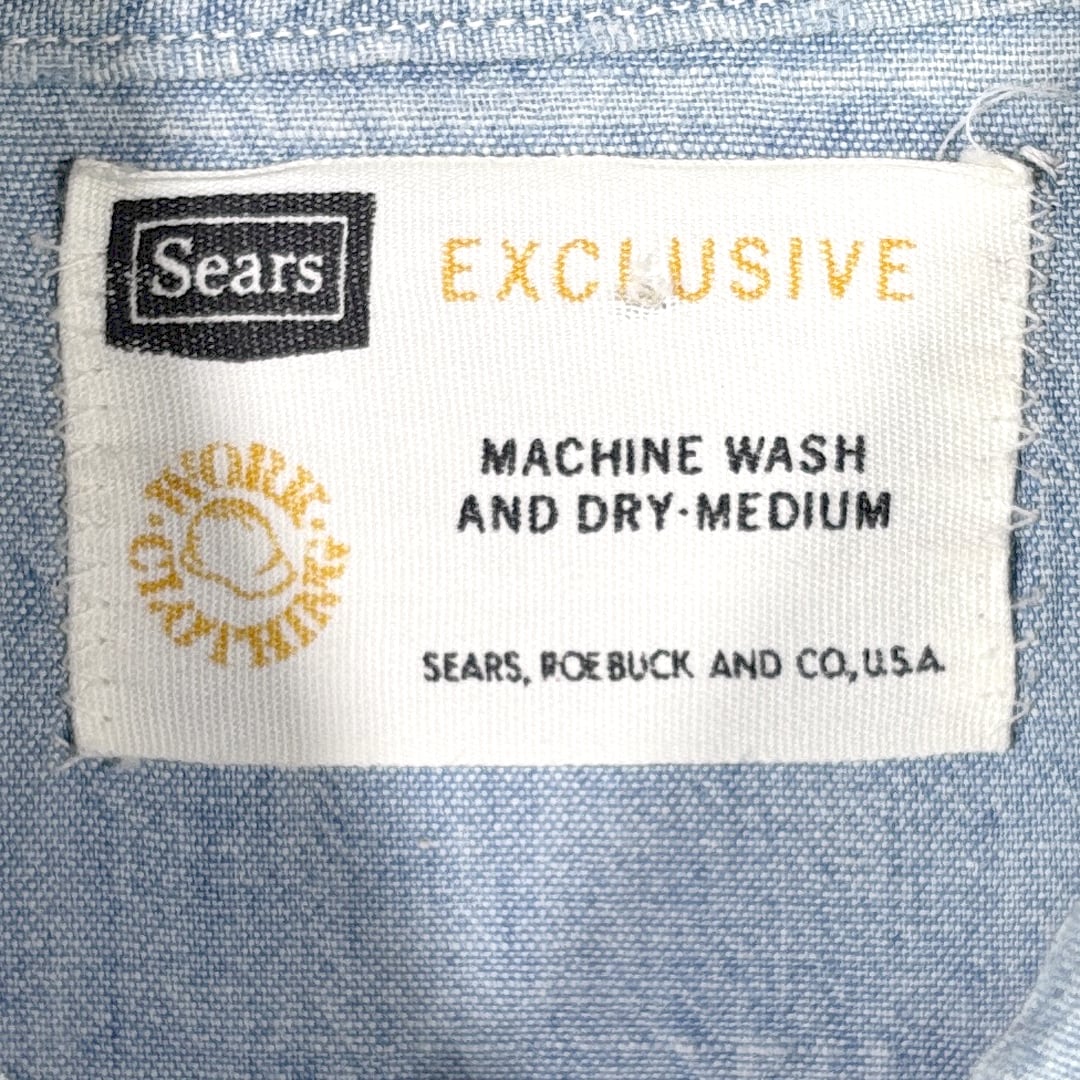 Sears
EXCLUSIVE
MACHINE WASH
AND DRY·MEDIUM
·WORK·
CLOTHING
SEARS, ROEBUCK AND CO., U.S.A.